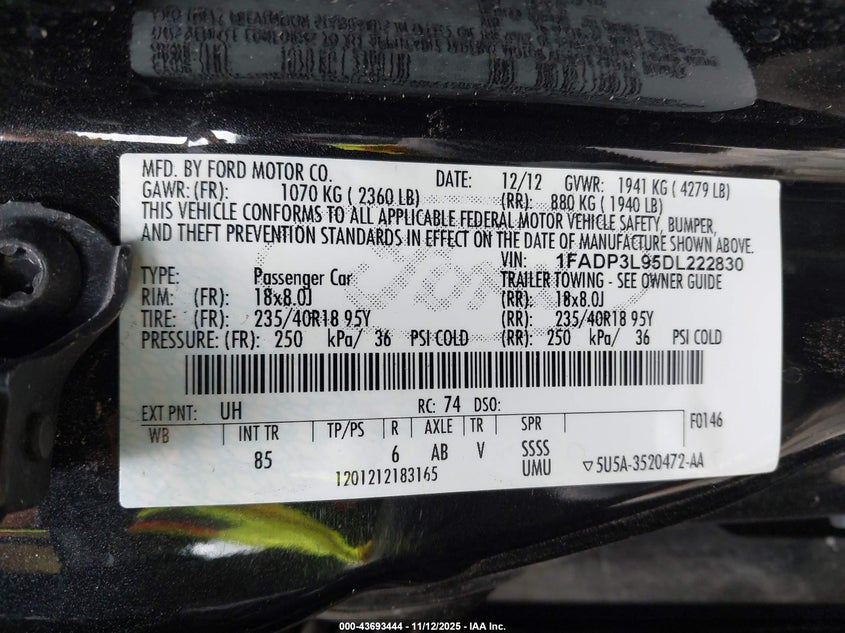 MFD. BY FORD MOTOR CO. DATE: 12/12 GVWR: 1941 KG ( 4279 LB)
GAWR: (FR): 1070 KG ( 2360 LB) (RR): 880 KG ( 1940 LB)
THIS VEHICLE CONFORMS TO ALL APPLICABLE FEDERAL MOTOR VEHICLE SAFETY, BUMPER,
AND THEFT PREVENTION STANDARDS IN EFFECT ON THE DATE OF MANUFACTURE SHOWN ABOVE.
VIN: 1FADP3L95DL222830
TYPE: Passenger Car TRAILER TOWING - SEE OWNER GUIDE
RIM: (FR): 18x8.0J (RR): 18x8.0J
TIRE: (FR): 235/40R18 95Y (RR): 235/40R18 95Y
PRESSURE: (FR): 250 kPa/ 36 PSI COLD (RR): 250 kPa/ 36 PSI COLD
EXT PNT: UH RC: 74 DSO: F0146
WB INT TR TP/PS R AXLE TR SPR
85 6 AB V SSSS
UMU
1201212183165 ▽5U5A-3520472-AA
000-43693444 - 11/12/2025 - IAA Inc.